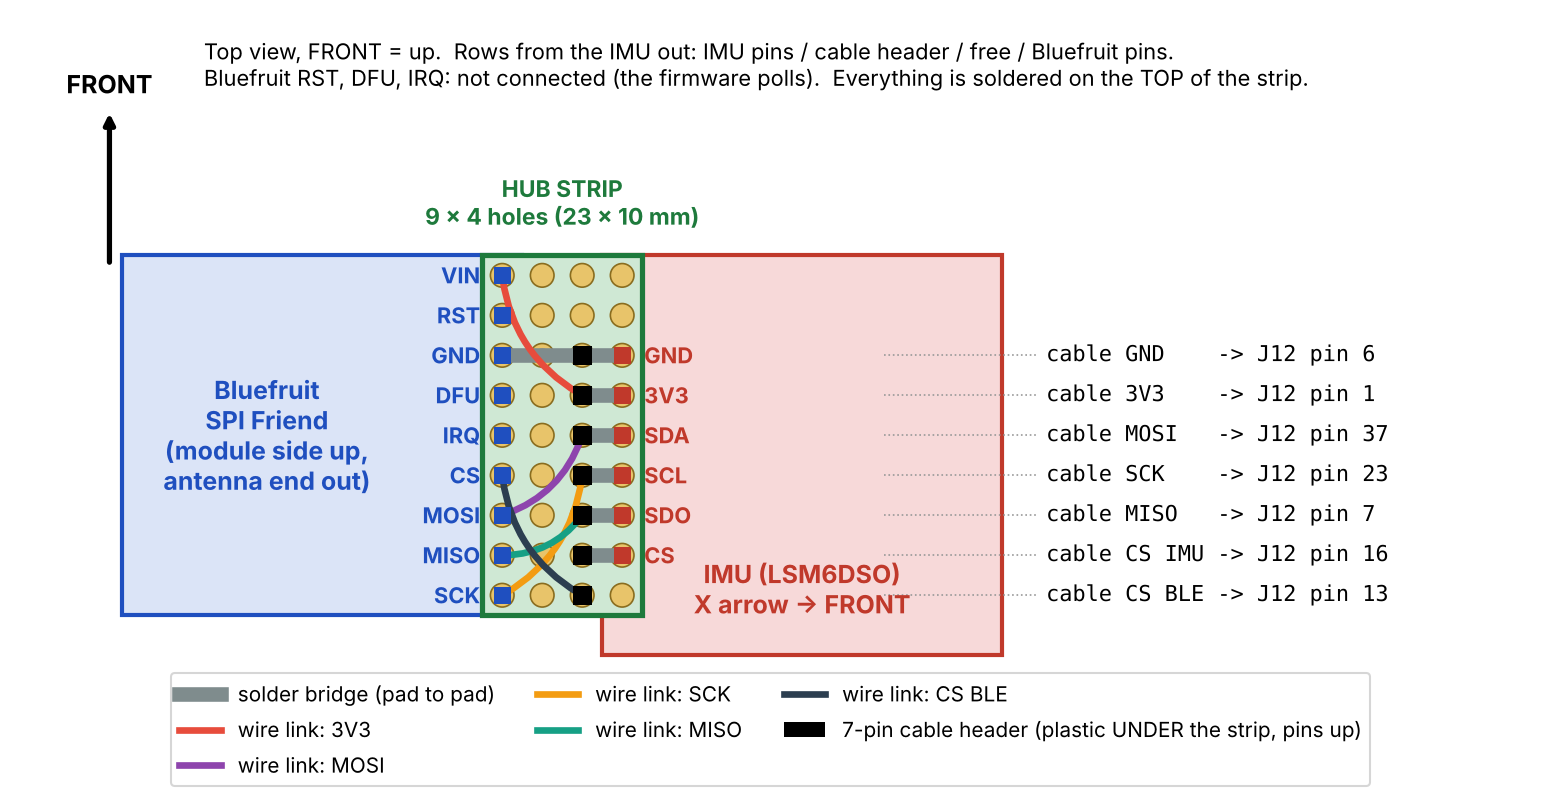 Top view, FRONT = up.  Rows from the IMU out: IMU pins / cable header / free / Bluefruit pins.
Bluefruit RST, DFU, IRQ: not connected (the firmware polls).  Everything is soldered on the TOP of the strip.
FRONT
HUB STRIP
9 × 4 holes (23 × 10 mm)
VIN
RST
GND
DFU
IRQ
CS
MOSI
MISO
SCK
Bluefruit
SPI Friend
(module side up,
antenna end out)
GND
3V3
SDA
SCL
SDO
CS
IMU (LSM6DSO)
X arrow → FRONT
cable GND    -> J12 pin 6
cable 3V3    -> J12 pin 1
cable MOSI   -> J12 pin 37
cable SCK    -> J12 pin 23
cable MISO   -> J12 pin 7
cable CS IMU -> J12 pin 16
cable CS BLE -> J12 pin 13
solder bridge (pad to pad)
wire link: 3V3
wire link: MOSI
wire link: SCK
wire link: MISO
wire link: CS BLE
7-pin cable header (plastic UNDER the strip, pins up)